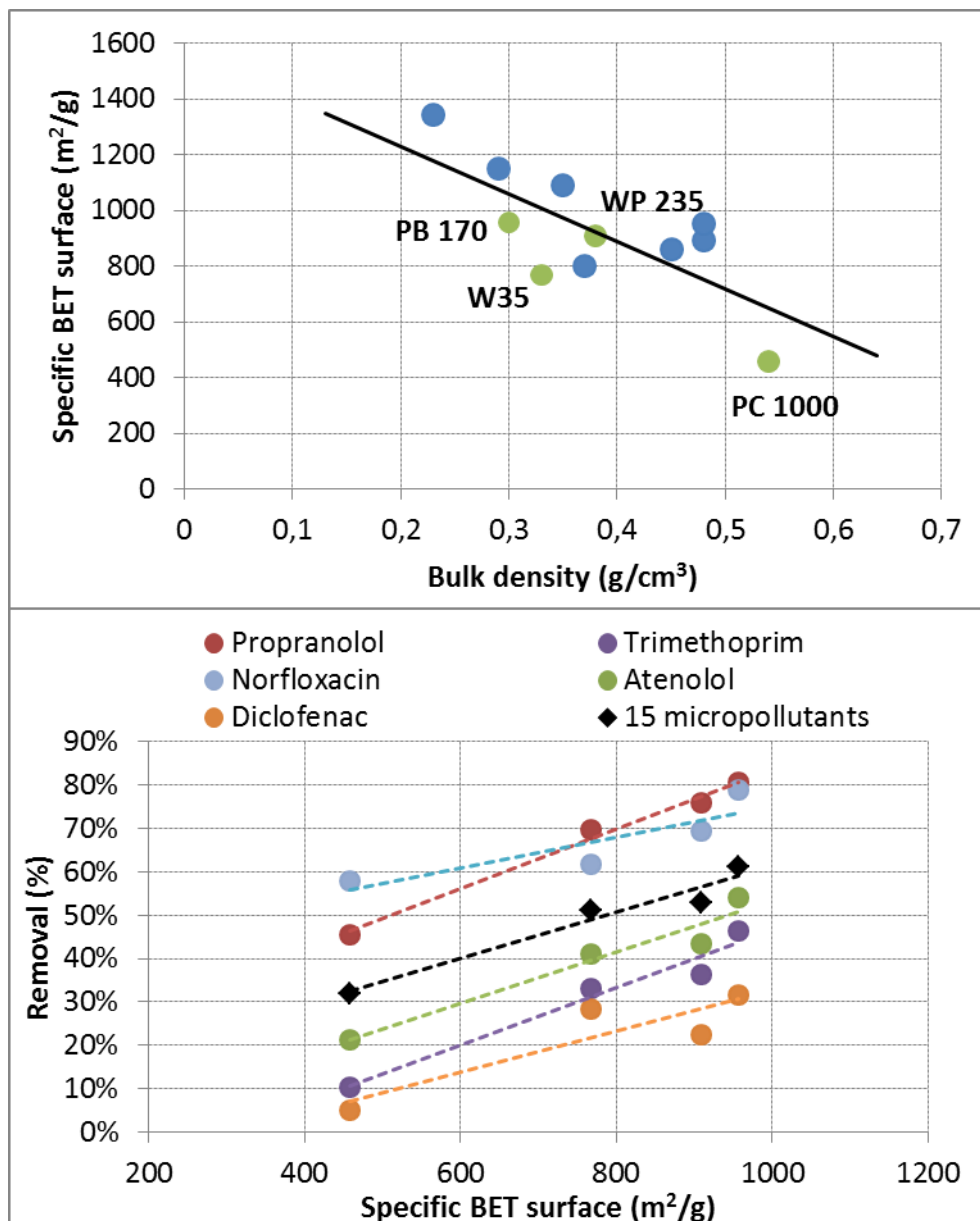 1600
1400
1200
1000
800
600
400
200
0
Specific BET surface (m²/g)
WP 235
PB 170
W35
PC 1000
0 0,1 0,2 0,3 0,4 0,5 0,6 0,7
Bulk density (g/cm³)
Propranolol Trimethoprim
Norfloxacin Atenolol
Diclofenac 15 micropollutants
90%
80%
70%
60%
50%
40%
30%
20%
10%
0%
Removal (%)
200 400 600 800 1000 1200
Specific BET surface (m²/g)